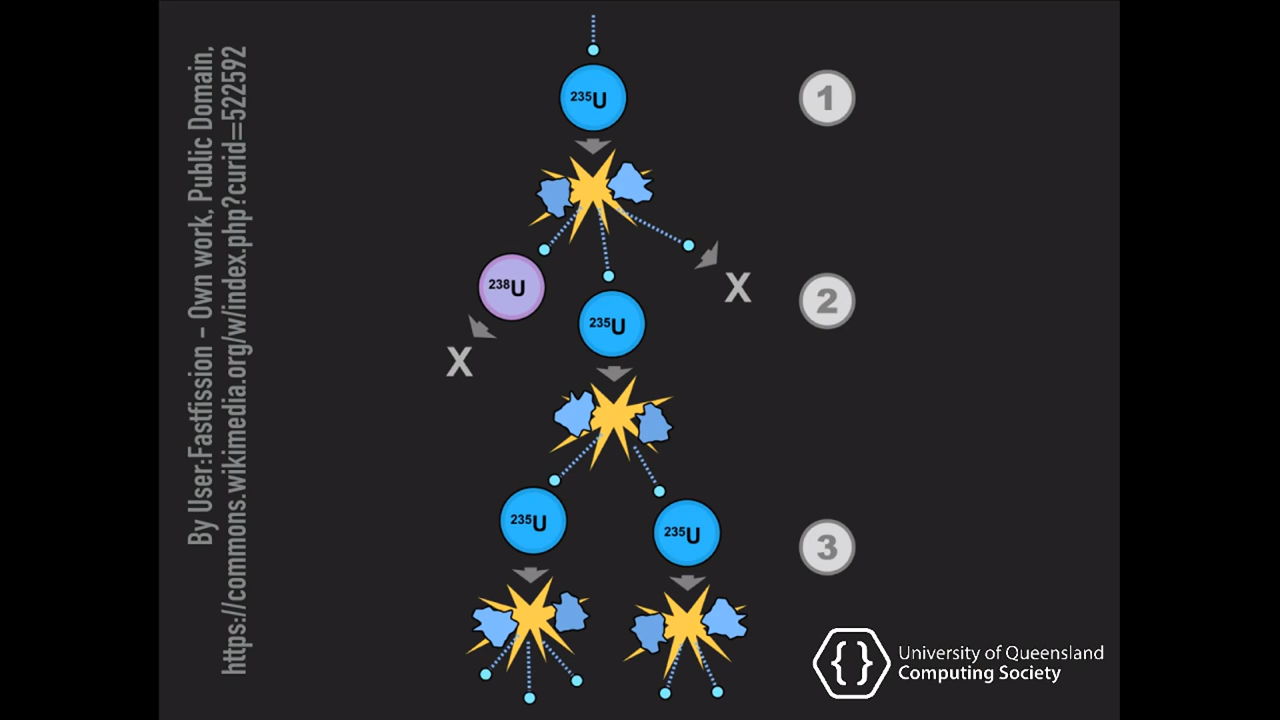 By User:Fastfission - Own work, Public Domain,
https://commons.wikimedia.org/w/index.php?curid=522592
235U
1
238U
235U
X
2
X
235U
235U
3
{ }
University of Queensland
Computing Society